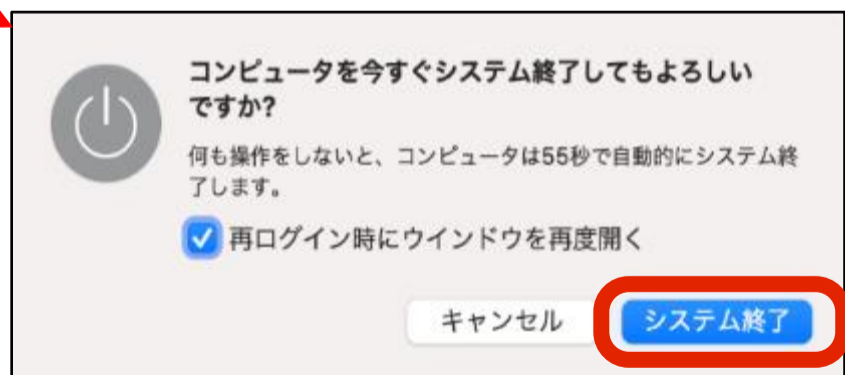 コンピュータを今すぐシステム終了してもよろしい
ですか?
何も操作をしないと、コンピュータは55秒で自動的にシステム終
了します。
再ログイン時にウインドウを再度開く
キャンセル
システム終了